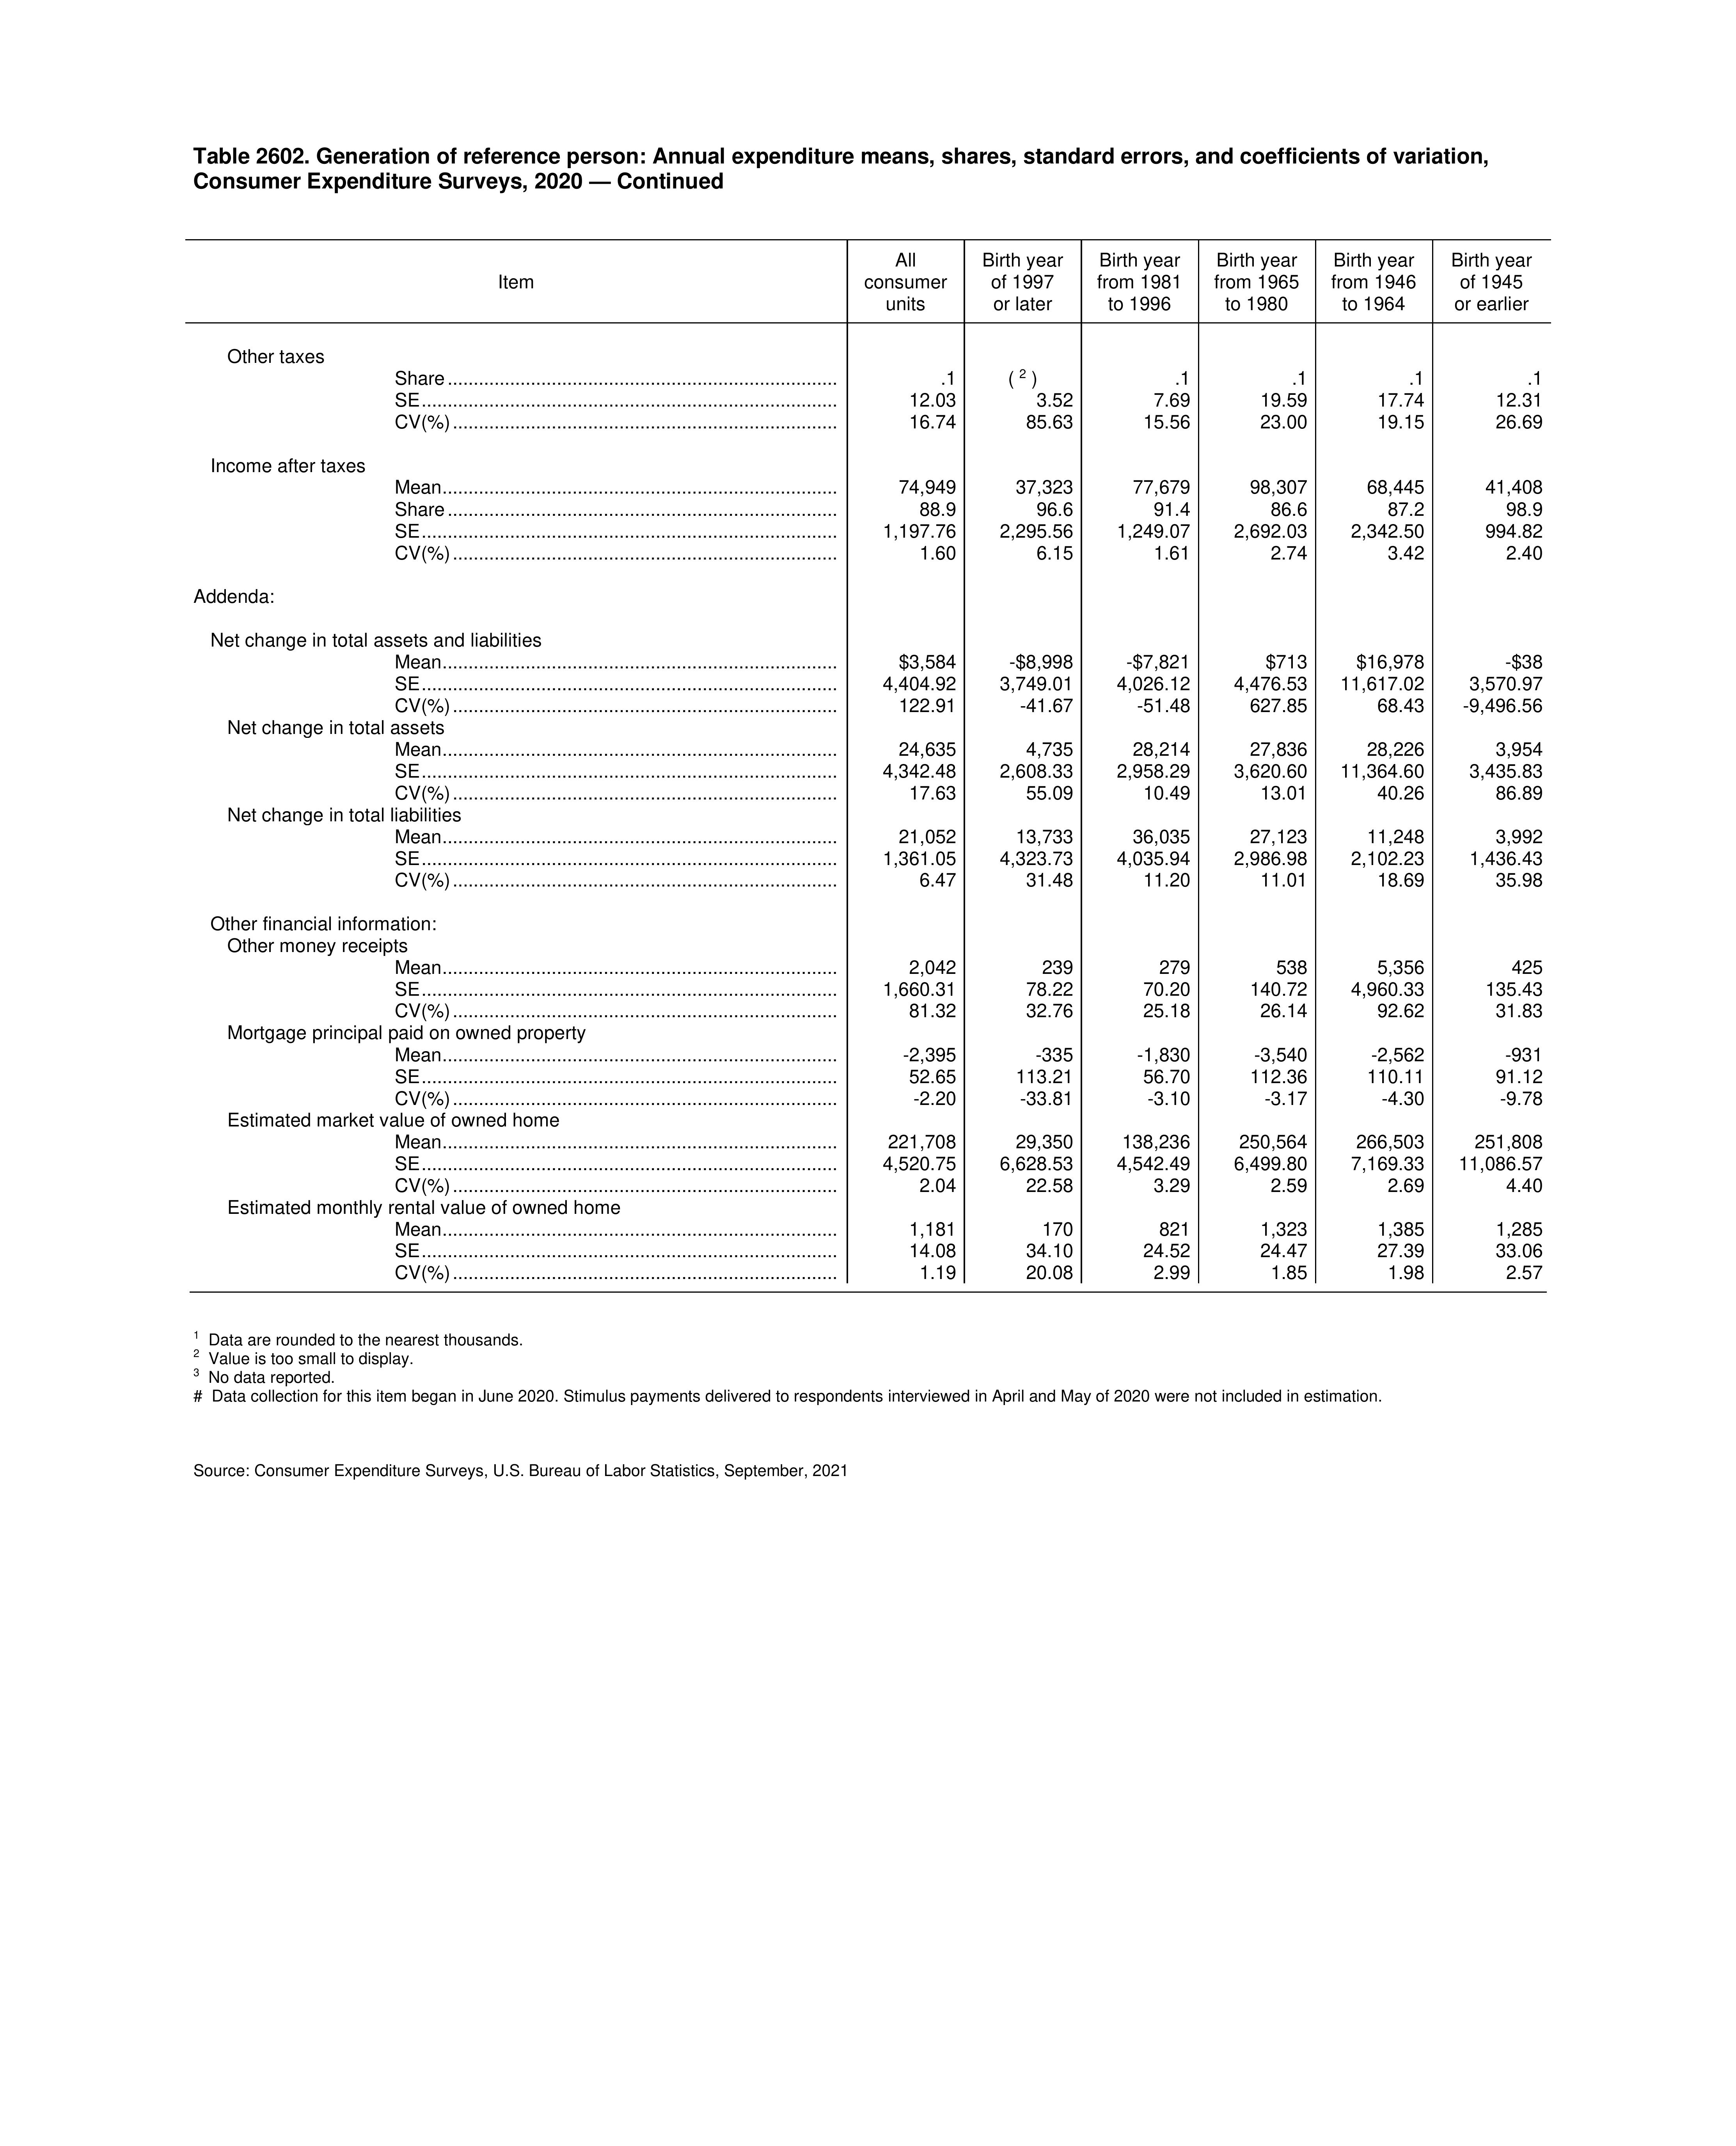 Table 2602. Generation of reference person: Annual expenditure means, shares, standard errors, and coefficients of variation,
Consumer Expenditure Surveys, 2020 — Continued
Item
All consumer units
Birth year of 1997 or later
Birth year from 1981 to 1996
Birth year from 1965 to 1980
Birth year from 1946 to 1964
Birth year of 1945 or earlier
Other taxes
Share .1 ( 2 ) .1 .1 .1 .1
SE 12.03 3.52 7.69 19.59 17.74 12.31
CV(%) 16.74 85.63 15.56 23.00 19.15 26.69
Income after taxes
Mean 74,949 37,323 77,679 98,307 68,445 41,408
Share 88.9 96.6 91.4 86.6 87.2 98.9
SE 1,197.76 2,295.56 1,249.07 2,692.03 2,342.50 994.82
CV(%) 1.60 6.15 1.61 2.74 3.42 2.40
Addenda:
Net change in total assets and liabilities
Mean $3,584 -$8,998 -$7,821 $713 $16,978 -$38
SE 4,404.92 3,749.01 4,026.12 4,476.53 11,617.02 3,570.97
CV(%) 122.91 -41.67 -51.48 627.85 68.43 -9,496.56
Net change in total assets
Mean 24,635 4,735 28,214 27,836 28,226 3,954
SE 4,342.48 2,608.33 2,958.29 3,620.60 11,364.60 3,435.83
CV(%) 17.63 55.09 10.49 13.01 40.26 86.89
Net change in total liabilities
Mean 21,052 13,733 36,035 27,123 11,248 3,992
SE 1,361.05 4,323.73 4,035.94 2,986.98 2,102.23 1,436.43
CV(%) 6.47 31.48 11.20 11.01 18.69 35.98
Other financial information:
Other money receipts
Mean 2,042 239 279 538 5,356 425
SE 1,660.31 78.22 70.20 140.72 4,960.33 135.43
CV(%) 81.32 32.76 25.18 26.14 92.62 31.83
Mortgage principal paid on owned property
Mean -2,395 -335 -1,830 -3,540 -2,562 -931
SE 52.65 113.21 56.70 112.36 110.11 91.12
CV(%) -2.20 -33.81 -3.10 -3.17 -4.30 -9.78
Estimated market value of owned home
Mean 221,708 29,350 138,236 250,564 266,503 251,808
SE 4,520.75 6,628.53 4,542.49 6,499.80 7,169.33 11,086.57
CV(%) 2.04 22.58 3.29 2.59 2.69 4.40
Estimated monthly rental value of owned home
Mean 1,181 170 821 1,323 1,385 1,285
SE 14.08 34.10 24.52 24.47 27.39 33.06
CV(%) 1.19 20.08 2.99 1.85 1.98 2.57
1 Data are rounded to the nearest thousands.
2 Value is too small to display.
3 No data reported.
# Data collection for this item began in June 2020. Stimulus payments delivered to respondents interviewed in April and May of 2020 were not included in estimation.
Source: Consumer Expenditure Surveys, U.S. Bureau of Labor Statistics, September, 2021